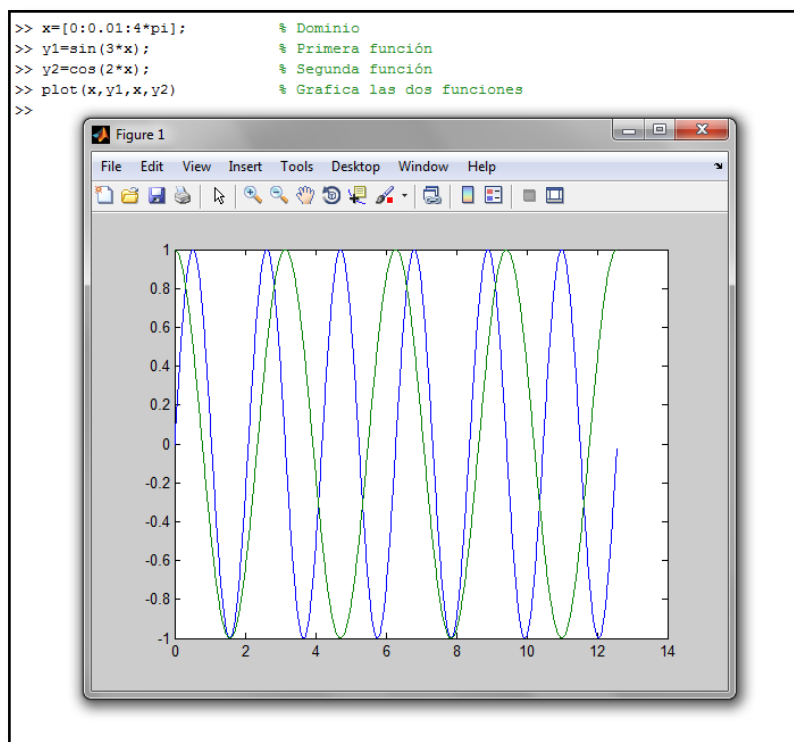 >> x=[0:0.01:4*pi]; % Dominio
>> y1=sin(3*x); % Primera función
>> y2=cos(2*x); % Segunda función
>> plot(x,y1,x,y2) % Grafica las dos funciones
>>
Figure 1
File Edit View Insert Tools Desktop Window Help
1
0.8
0.6
0.4
0.2
0
-0.2
-0.4
-0.6
-0.8
-1
0 2 4 6 8 10 12 14